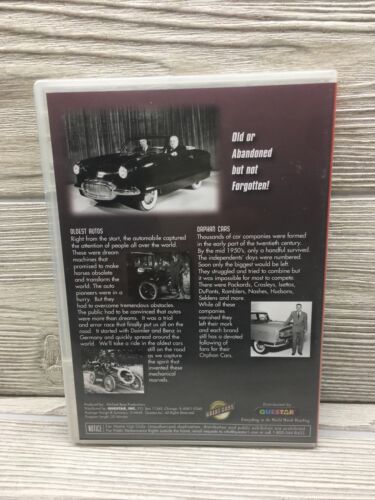 Old or
Abandoned
but not
Forgotten!
OLDEST AUTOS
Right from the start, the automobile captured
the attention of people all over the world.
These were dream
machines that
promised to make
horses obsolete
and transform the
world. The auto
pioneers were in a
hurry. But they
had to overcome tremendous obstacles.
The public had to be convinced that autos
were more than dreams. It was a trial
and error race that finally put us all on the
road. It started with Daimler and Benz in
Germany and quickly spread around the
world. We'll take a ride in the oldest cars
still on the road
as we capture
the spirit that
invented these
mechanical
marvels.
ORPHAN CARS
Thousands of car companies were formed
in the early part of the twentieth century.
By the mid 1950's, only a handful survived.
The independents' days were numbered.
Soon only the biggest would be left
They struggled and tried to combine but
it was impossible for most to compete.
There were Packards, Crosleys, Isettas,
DuPonts, Ramblers, Nashes, Hudsons,
Seldens and more.
While all these
companies
vanished they
left their mark
and each brand
still has a devoted
following of
fans for their
Orphan Cars.
Distributed by
QUESTAR
NOTICE